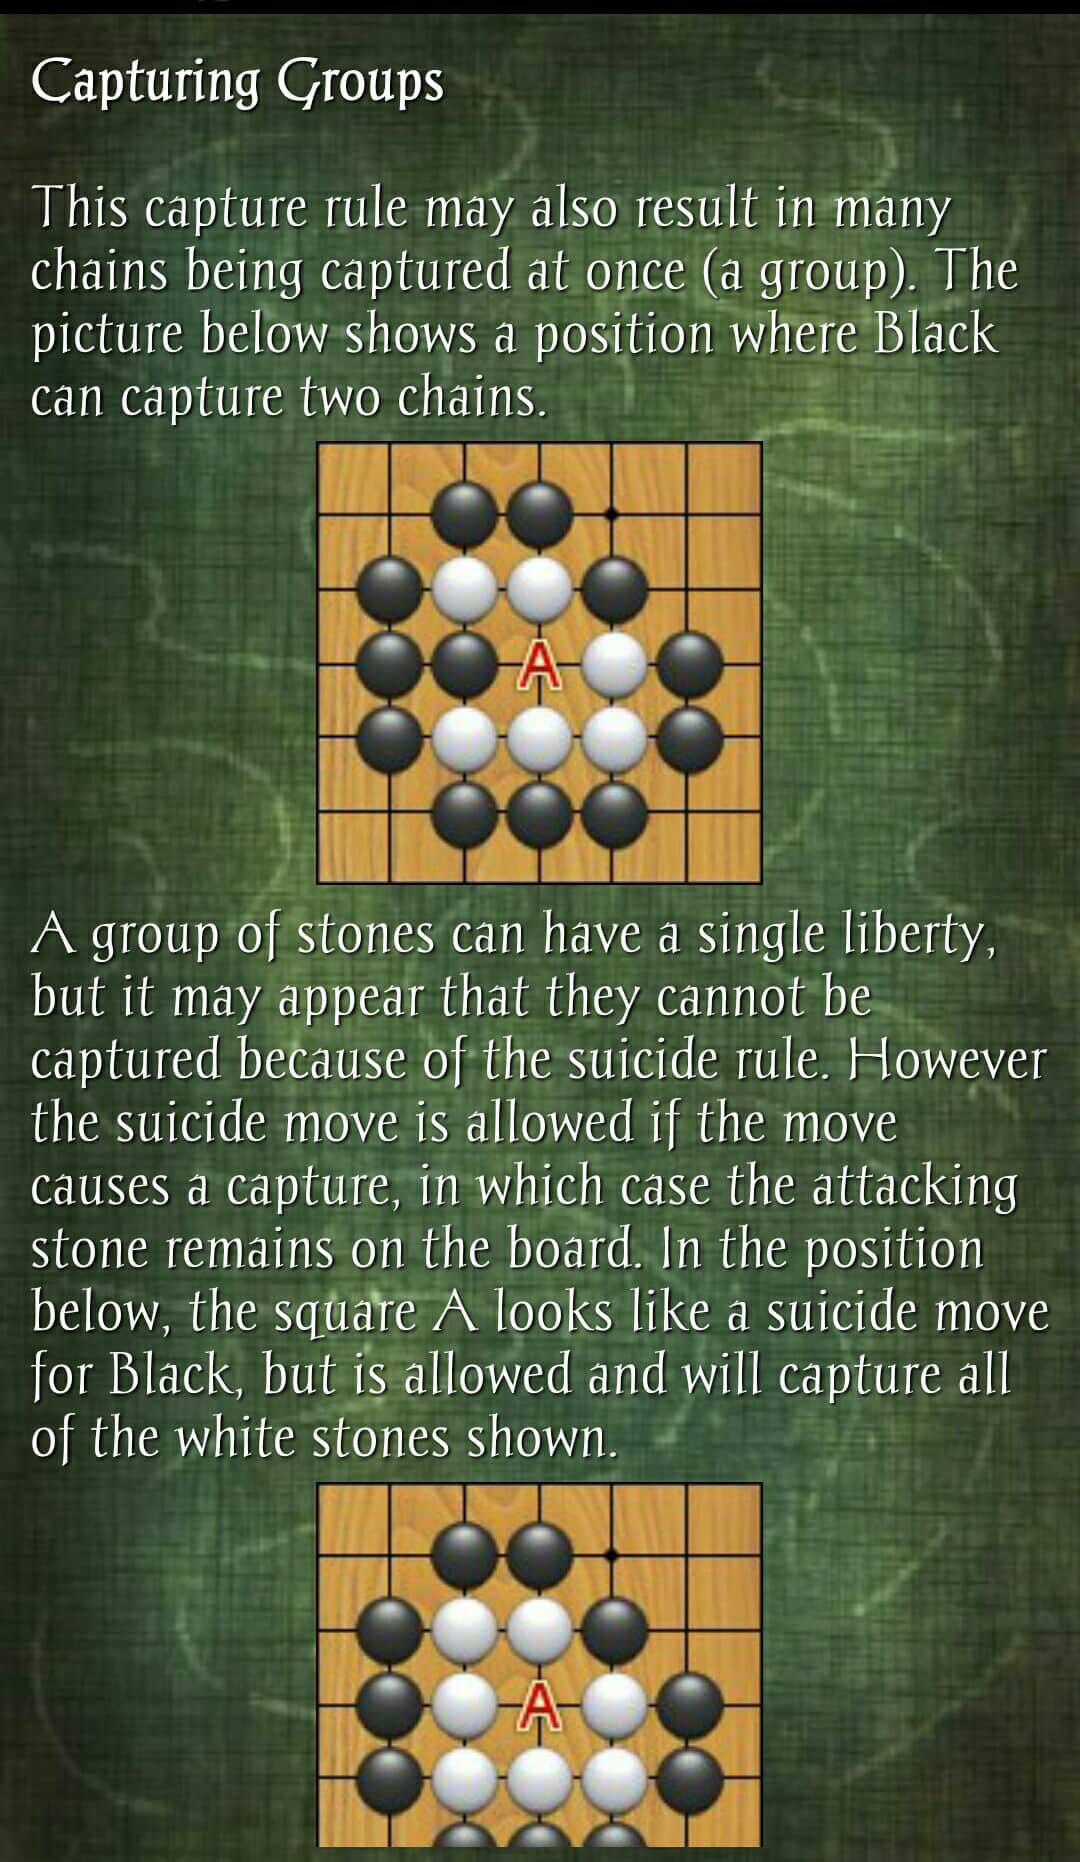 Capturing Groups
This capture rule may also result in many
chains being captured at once (a group). The
picture below shows a position where Black
can capture two chains.
A
A group of stones can have a single liberty,
but it may appear that they cannot be
captured because of the suicide rule. However
the suicide move is allowed if the move
causes a capture, in which case the attacking
stone remains on the board. In the position
below, the square A looks like a suicide move
for Black, but is allowed and will capture all
of the white stones shown.
A